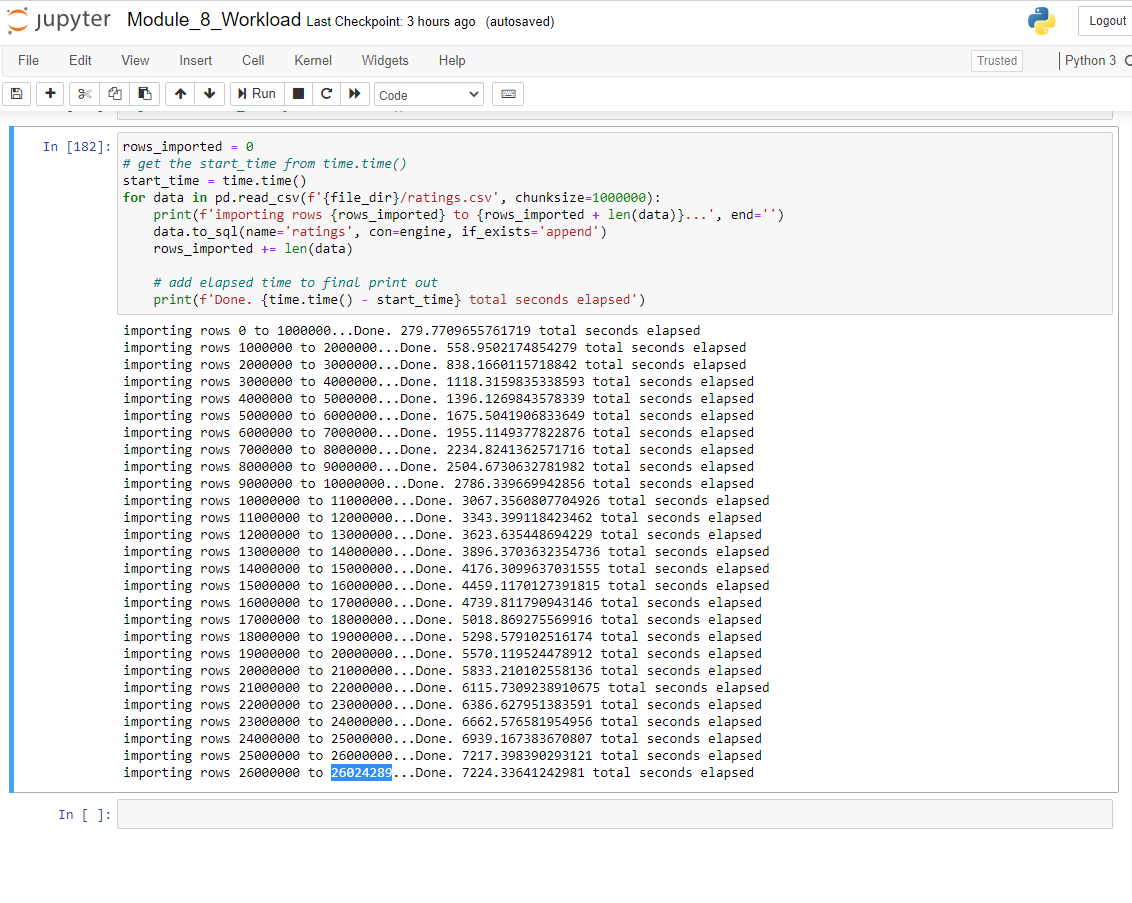 jupyter Module_8_Workload Last Checkpoint: 3 hours ago (autosaved) Logout
File Edit View Insert Cell Kernel Widgets Help Trusted Python 3
Run Code
In [182]: rows_imported = 0
# get the start_time from time.time()
start_time = time.time()
for data in pd.read_csv(f'{file_dir}/ratings.csv', chunksize=1000000):
    print(f'importing rows {rows_imported} to {rows_imported + len(data)}...', end='')
    data.to_sql(name='ratings', con=engine, if_exists='append')
    rows_imported += len(data)
    # add elapsed time to final print out
    print(f'Done. {time.time() - start_time} total seconds elapsed')
importing rows 0 to 1000000...Done. 279.7709655761719 total seconds elapsed
importing rows 1000000 to 2000000...Done. 558.9502174854279 total seconds elapsed
importing rows 2000000 to 3000000...Done. 838.1660115718842 total seconds elapsed
importing rows 3000000 to 4000000...Done. 1118.3159835338593 total seconds elapsed
importing rows 4000000 to 5000000...Done. 1396.1269843578339 total seconds elapsed
importing rows 5000000 to 6000000...Done. 1675.5041906833649 total seconds elapsed
importing rows 6000000 to 7000000...Done. 1955.1149377822876 total seconds elapsed
importing rows 7000000 to 8000000...Done. 2234.8241362571716 total seconds elapsed
importing rows 8000000 to 9000000...Done. 2504.6730632781982 total seconds elapsed
importing rows 9000000 to 10000000...Done. 2786.339669942856 total seconds elapsed
importing rows 10000000 to 11000000...Done. 3067.3560807704926 total seconds elapsed
importing rows 11000000 to 12000000...Done. 3343.399118423462 total seconds elapsed
importing rows 12000000 to 13000000...Done. 3623.635448694229 total seconds elapsed
importing rows 13000000 to 14000000...Done. 3896.3703632354736 total seconds elapsed
importing rows 14000000 to 15000000...Done. 4176.3099637031555 total seconds elapsed
importing rows 15000000 to 16000000...Done. 4459.1170127391815 total seconds elapsed
importing rows 16000000 to 17000000...Done. 4739.811790943146 total seconds elapsed
importing rows 17000000 to 18000000...Done. 5018.869275569916 total seconds elapsed
importing rows 18000000 to 19000000...Done. 5298.579102516174 total seconds elapsed
importing rows 19000000 to 20000000...Done. 5570.119524478912 total seconds elapsed
importing rows 20000000 to 21000000...Done. 5833.210102558136 total seconds elapsed
importing rows 21000000 to 22000000...Done. 6115.7309238910675 total seconds elapsed
importing rows 22000000 to 23000000...Done. 6386.627951383591 total seconds elapsed
importing rows 23000000 to 24000000...Done. 6662.576581954956 total seconds elapsed
importing rows 24000000 to 25000000...Done. 6939.167383670807 total seconds elapsed
importing rows 25000000 to 26000000...Done. 7217.398390293121 total seconds elapsed
importing rows 26000000 to 26024289...Done. 7224.33641242981 total seconds elapsed
In [ ]: